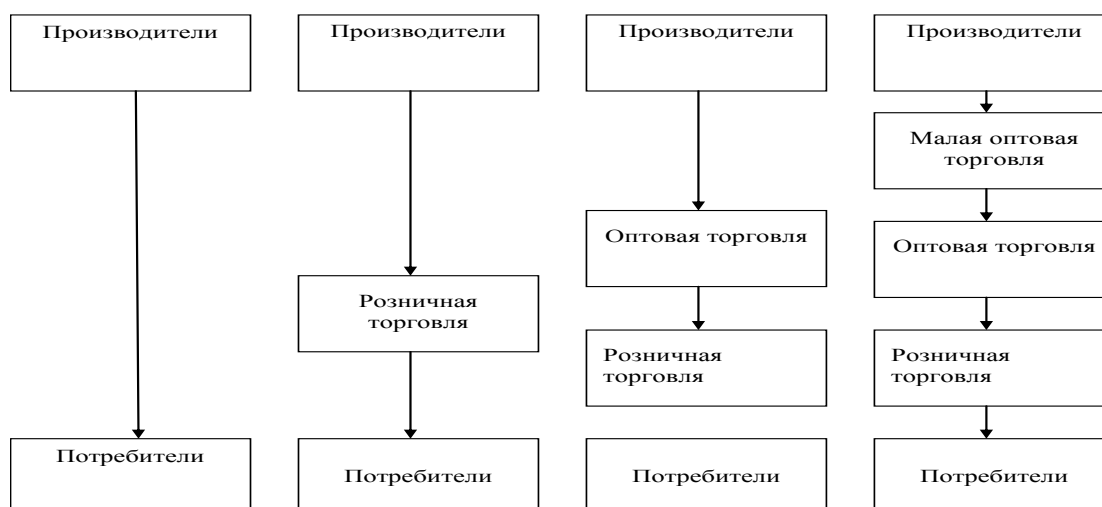 Производители
Производители
Производители
Производители
Малая оптовая
торговля
Оптовая торговля
Оптовая торговля
Розничная
торговля
Розничная
торговля
Розничная
торговля
Потребители
Потребители
Потребители
Потребители